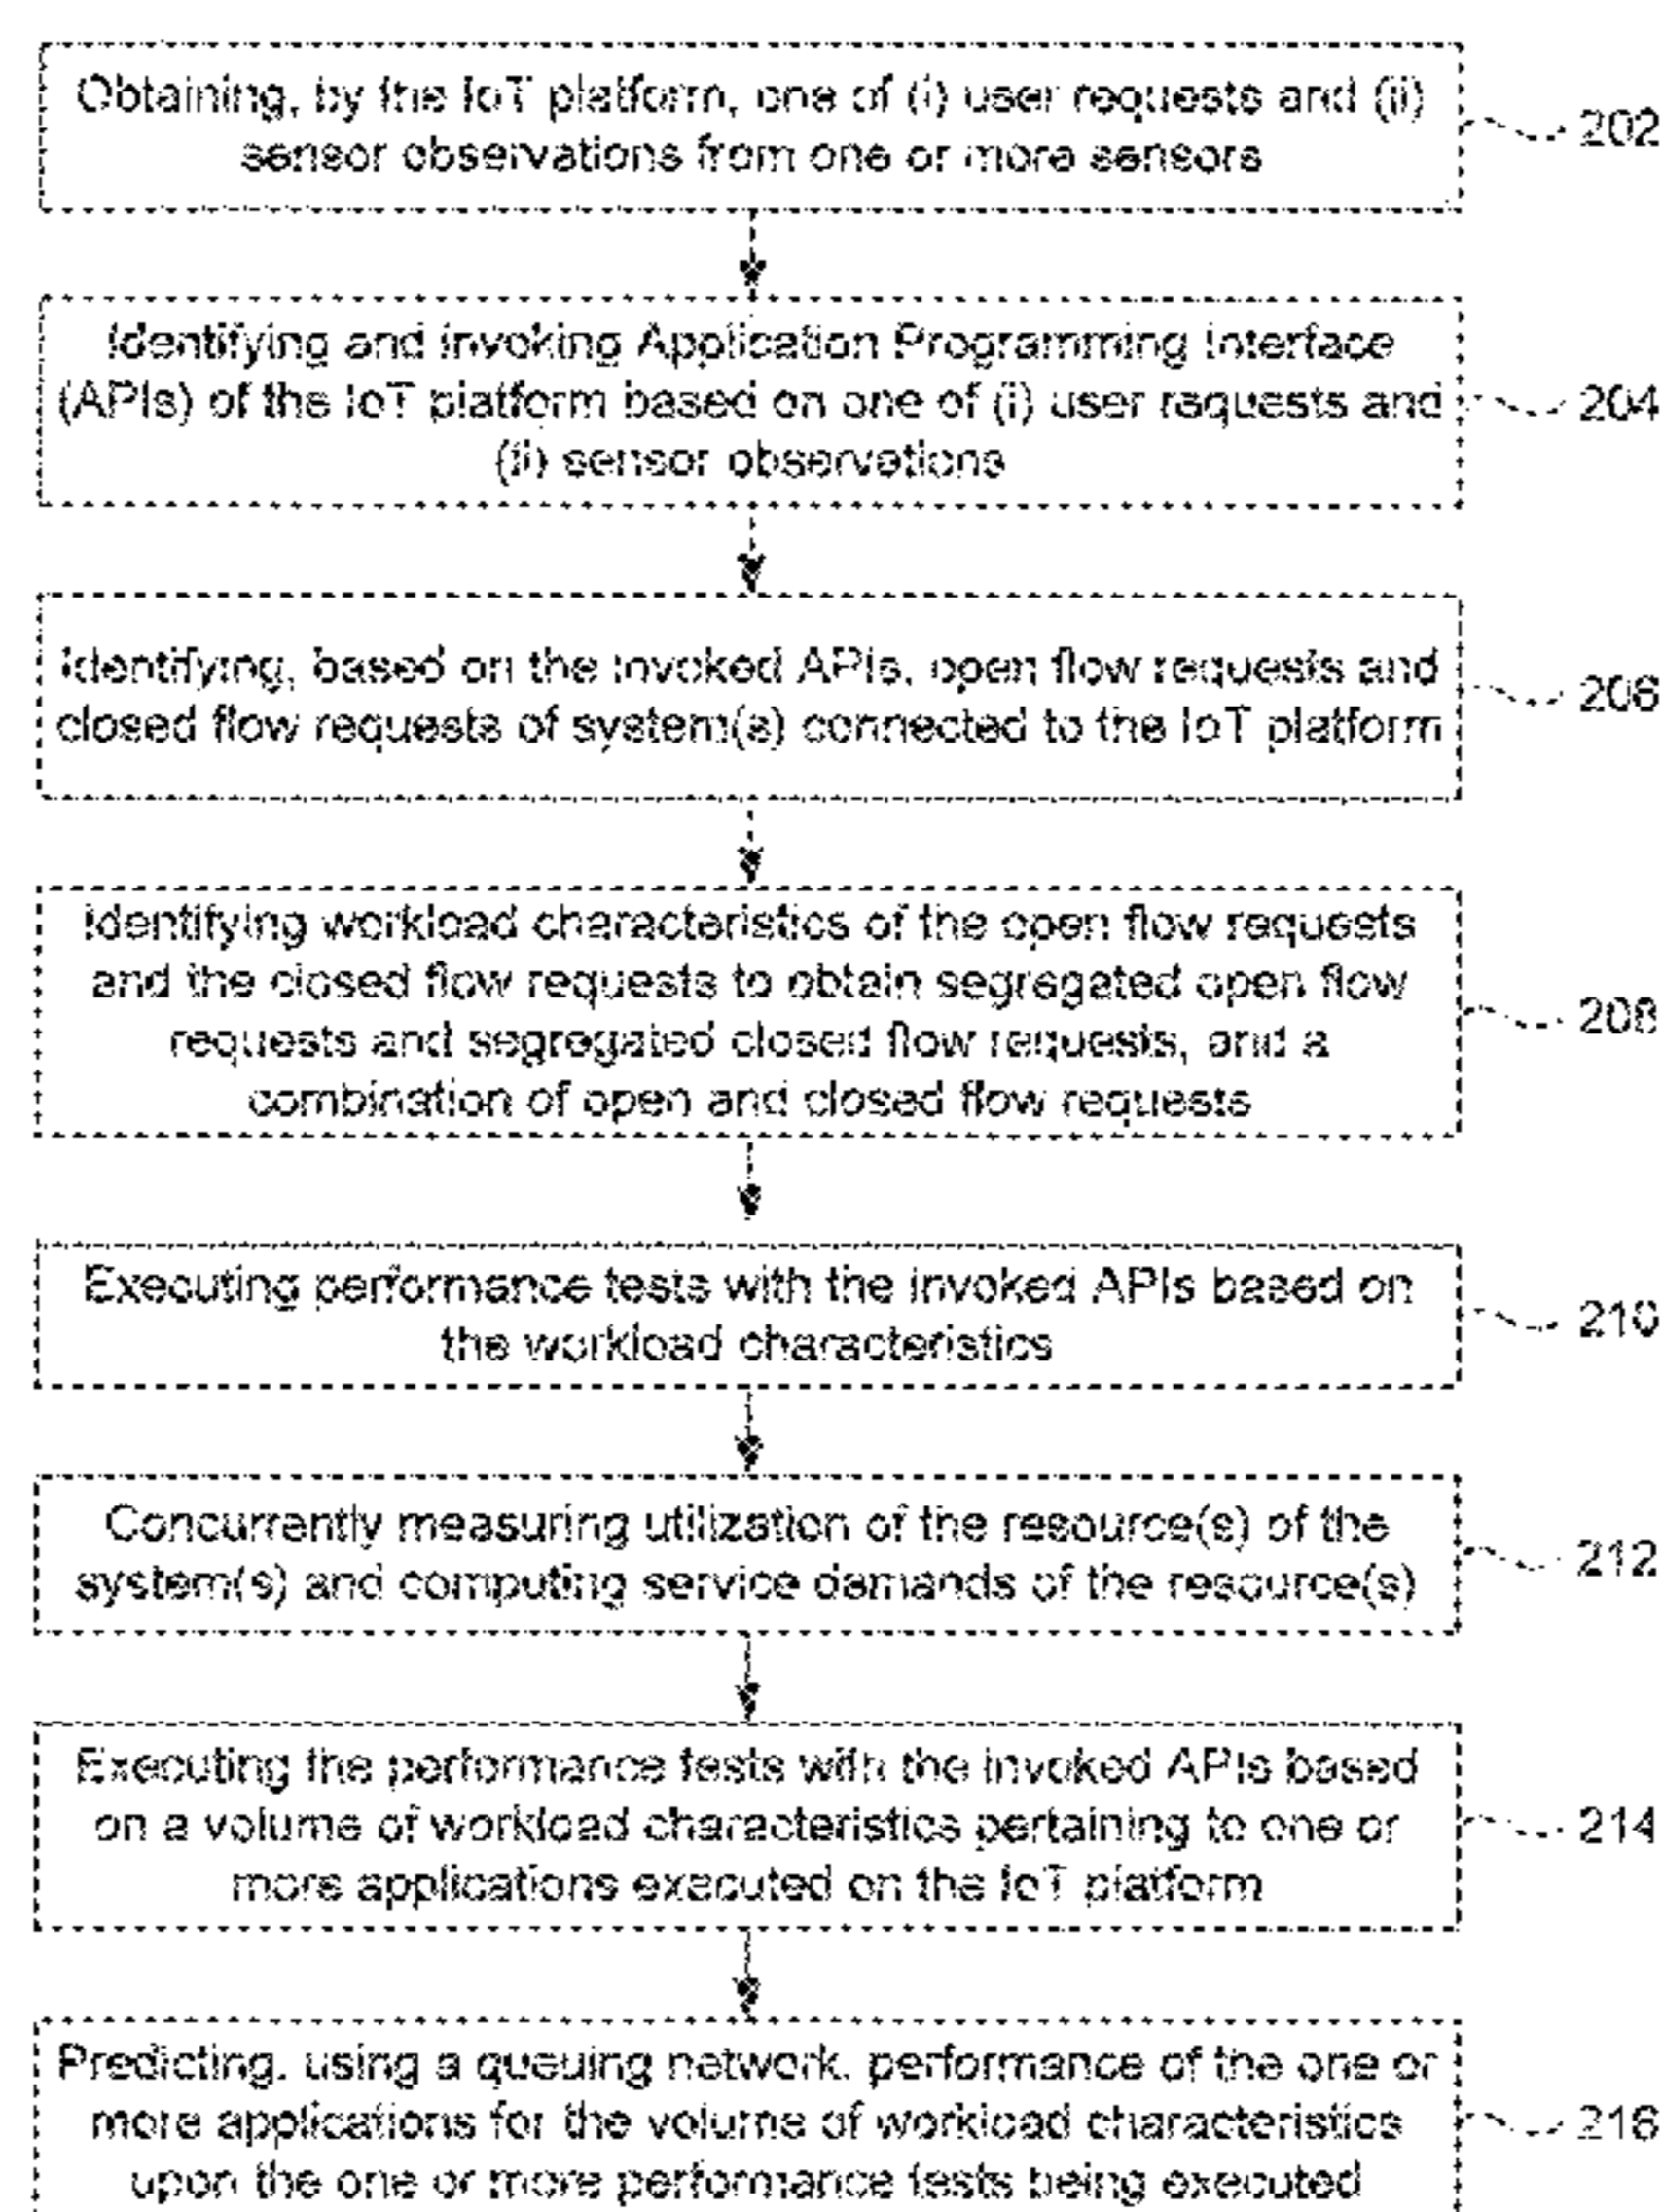 Obtaining, by the IoT platform, one of (i) user requests and (ii)
sensor observations from one or more sensors
202
Identifying and invoking Application Programming Interface
(APIs) of the IoT platform based on one of (i) user requests and
(ii) sensor observations
204
Identifying, based on the invoked APIs, open flow requests and
closed flow requests of system(s) connected to the IoT platform
206
Identifying workload characteristics of the open flow requests
and the closed flow requests to obtain segregated open flow
requests and segregated closed flow requests, and a
combination of open and closed flow requests
208
Executing performance tests with the invoked APIs based on
the workload characteristics
210
Concurrently measuring utilization of the resource(s) of the
system(s) and computing service demands of the resource(s)
212
Executing the performance tests with the invoked APIs based
on a volume of workload characteristics pertaining to one or
more applications executed on the IoT platform
214
Predicting, using a queuing network, performance of the one or
more applications for the volume of workload characteristics
upon the one or more performance tests being executed
216